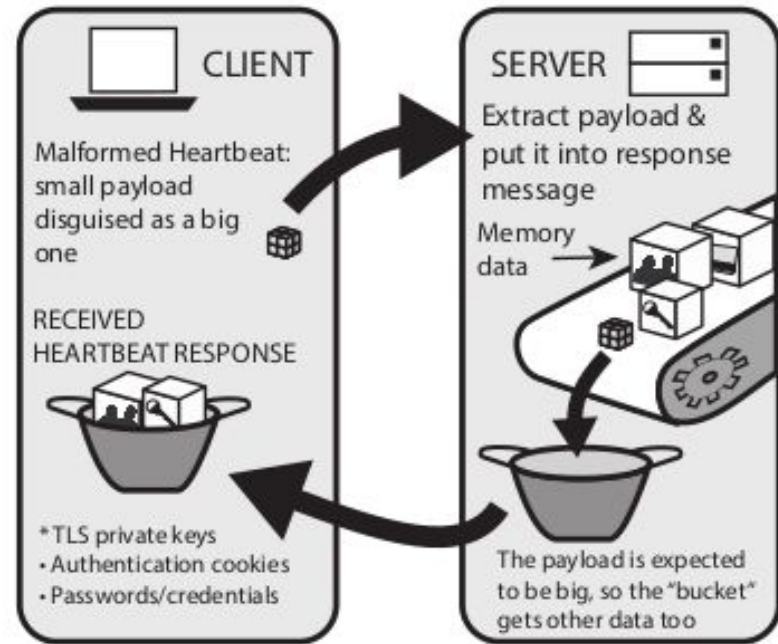 CLIENT
Malformed Heartbeat:
small payload
disguised as a big
one
RECEIVED
HEARTBEAT RESPONSE
* TLS private keys
• Authentication cookies
• Passwords/credentials
SERVER
Extract payload &
put it into response
message
Memory
data
The payload is expected
to be big, so the “bucket”
gets other data too